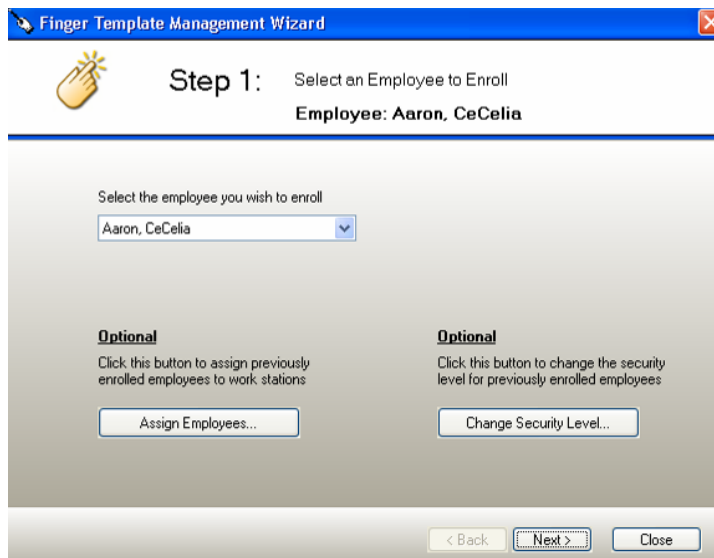 Finger Template Management Wizard
Step 1:
Select an Employee to Enroll
Employee: Aaron, CeCelia
Select the employee you wish to enroll
Aaron, CeCelia
Optional
Click this button to assign previously
enrolled employees to work stations
Assign Employees...
Optional
Click this button to change the security
level for previously enrolled employees
Change Security Level...
< Back
Next >
Close